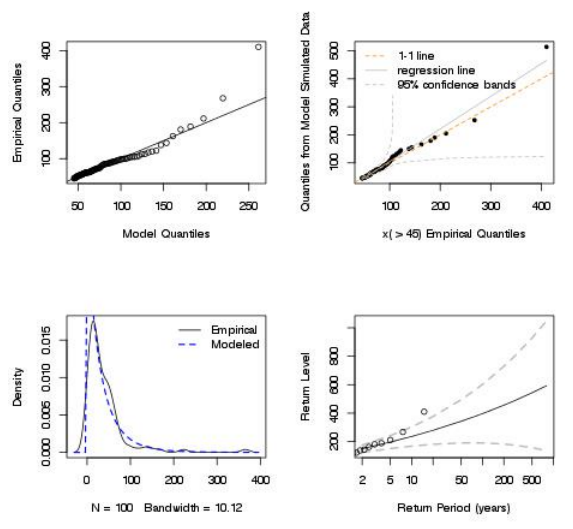 Empirical Quantiles
400
300
200
100
50 100 150 200 250
Model Quantiles
Quantiles from Model Simulated Data
500
400
300
200
100
1-1 line
regression line
95% confidence bands
100 200 300 400
x( > 45) Empirical Quantiles
Density
0.015
0.010
0.005
0.000
Empirical
Modeled
0 100 200 300 400
N = 100 Bandwidth = 10.12
Return Level
800
600
400
200
2 5 10 50 200 500
Return Period (years)